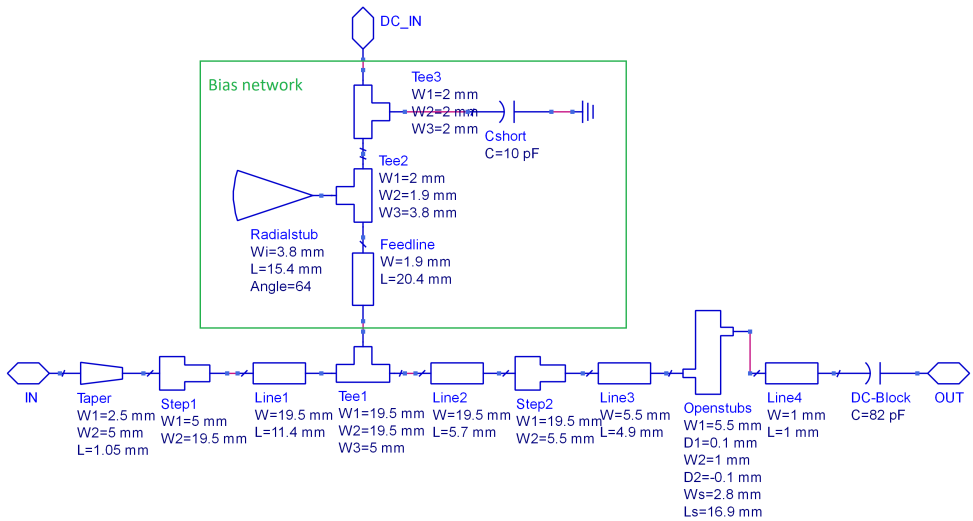 DC_IN
Bias network
Tee3
W1=2 mm
W2=2 mm
W3=2 mm
Cshort
C=10 pF
Tee2
W1=2 mm
W2=1.9 mm
W3=3.8 mm
Radialstub
Wi=3.8 mm
L=15.4 mm
Angle=64
Feedline
W=1.9 mm
L=20.4 mm
IN
Taper
W1=2.5 mm
W2=5 mm
L=1.05 mm
Step1
W1=5 mm
W2=19.5 mm
Line1
W=19.5 mm
L=11.4 mm
Tee1
W1=19.5 mm
W2=19.5 mm
W3=5 mm
Line2
W=19.5 mm
L=5.7 mm
Step2
W1=19.5 mm
W2=5.5 mm
Line3
W=5.5 mm
L=4.9 mm
Openstubs
W1=5.5 mm
D1=0.1 mm
W2=1 mm
D2=-0.1 mm
Ws=2.8 mm
Ls=16.9 mm
Line4
W=1 mm
L=1 mm
DC-Block
C=82 pF
OUT